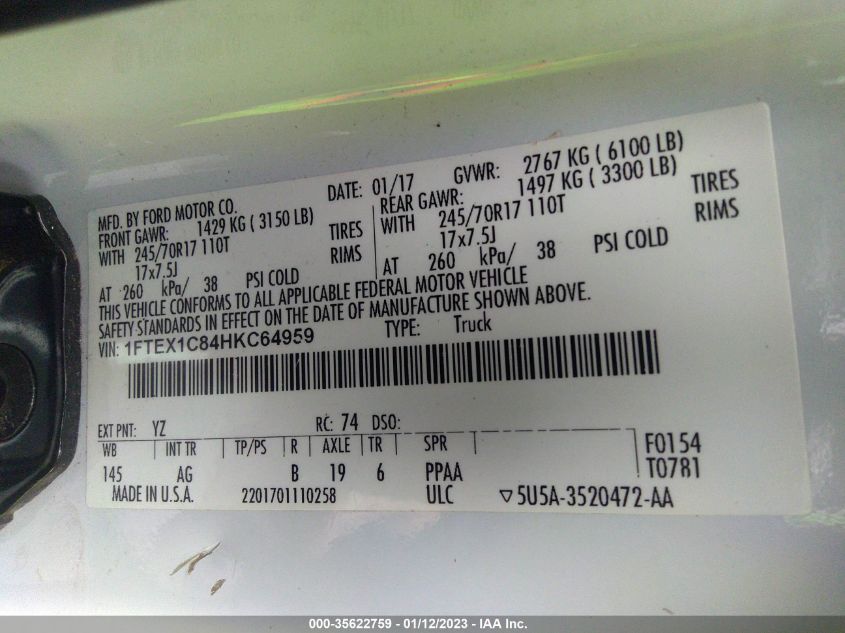 MFD. BY FORD MOTOR CO.
DATE: 01/17 GVWR: 2767 KG ( 6100 LB)
FRONT GAWR: 1429 KG ( 3150 LB)
WITH 245/70R17 110T TIRES
17x7.5J RIMS
AT 260 kPa/ 38 PSI COLD
REAR GAWR: 1497 KG ( 3300 LB)
WITH 245/70R17 110T TIRES
17x7.5J RIMS
AT 260 kPa/ 38 PSI COLD
THIS VEHICLE CONFORMS TO ALL APPLICABLE FEDERAL MOTOR VEHICLE
SAFETY STANDARDS IN EFFECT ON THE DATE OF MANUFACTURE SHOWN ABOVE.
VIN: 1FTEX1C84HKC64959 TYPE: Truck
EXT PNT: YZ RC: 74 DSO:
WB INT TR TP/PS R AXLE TR SPR F0154
145 AG B 19 6 PPAA T0781
MADE IN U.S.A. 2201701110258 ULC ▽5U5A-3520472-AA
000-35622759 - 01/12/2023 - IAA Inc.